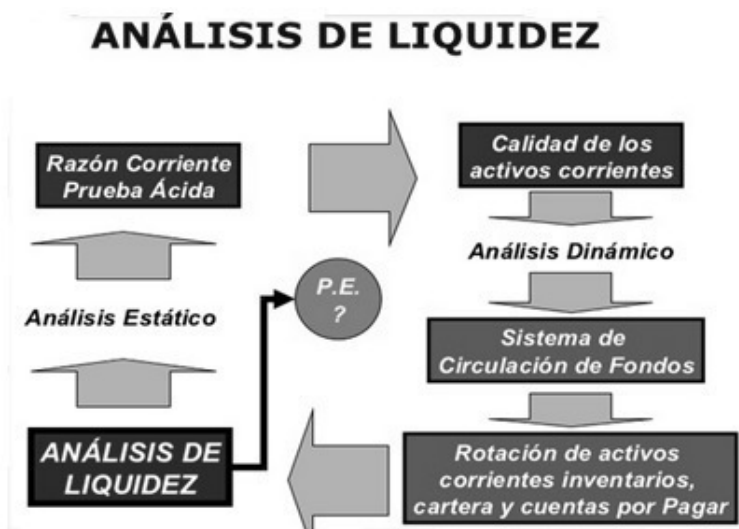 ANÁLISIS DE LIQUIDEZ
Razón Corriente
Prueba Ácida
Calidad de los
activos corrientes
Análisis Estático
P.E.
?
Análisis Dinámico
Sistema de
Circulación de Fondos
ANÁLISIS DE
LIQUIDEZ
Rotación de activos
corrientes inventarios,
cartera y cuentas por Pagar